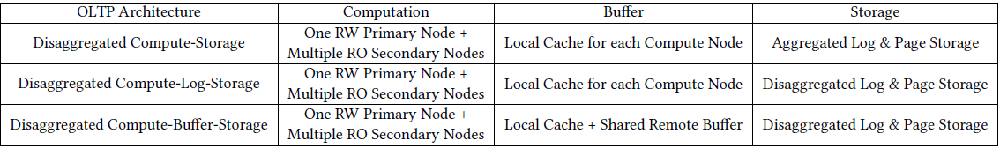 OLTP Architecture Computation Buffer Storage
Disaggregated Compute-Storage One RW Primary Node + Multiple RO Secondary Nodes Local Cache for each Compute Node Aggregated Log & Page Storage
Disaggregated Compute-Log-Storage One RW Primary Node + Multiple RO Secondary Nodes Local Cache for each Compute Node Disaggregated Log & Page Storage
Disaggregated Compute-Buffer-Storage One RW Primary Node + Multiple RO Secondary Nodes Local Cache + Shared Remote Buffer Disaggregated Log & Page Storage